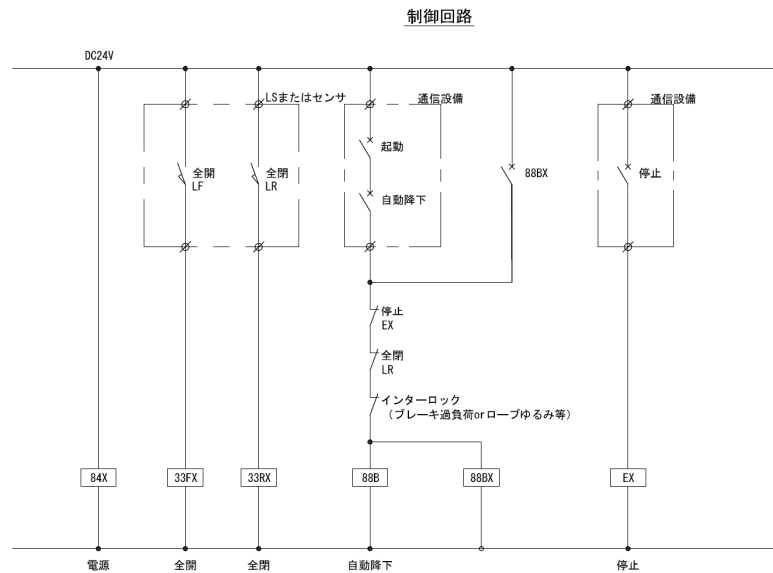 制御回路
DC24V
LSまたはセンサ
通信設備
通信設備
起動
全開
LF
全閉
LR
88BX
停止
自動降下
停止
EX
全閉
LR
インターロック
（ブレーキ過負荷orロープゆるみ等）
84X
33FX
33RX
88B
88BX
EX
電源
全開
全閉
自動降下
停止